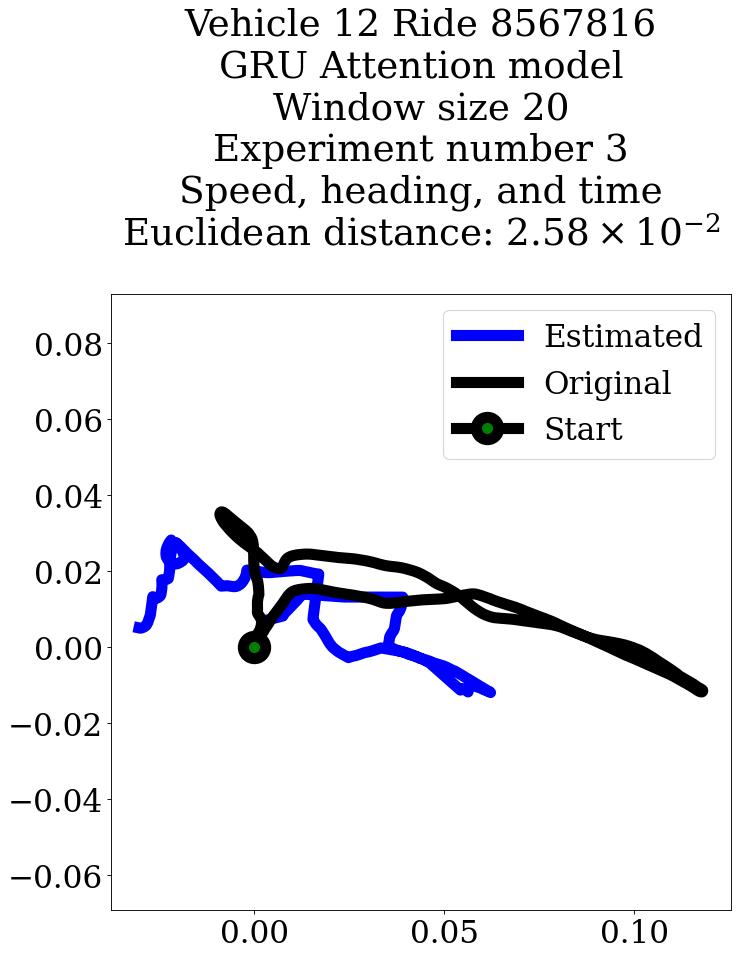 Vehicle 12 Ride 8567816
GRU Attention model
Window size 20
Experiment number 3
Speed, heading, and time
Euclidean distance: 2.58 × 10⁻²
Estimated
Original
Start
0.08
0.06
0.04
0.02
0.00
−0.02
−0.04
−0.06
0.00 0.05 0.10